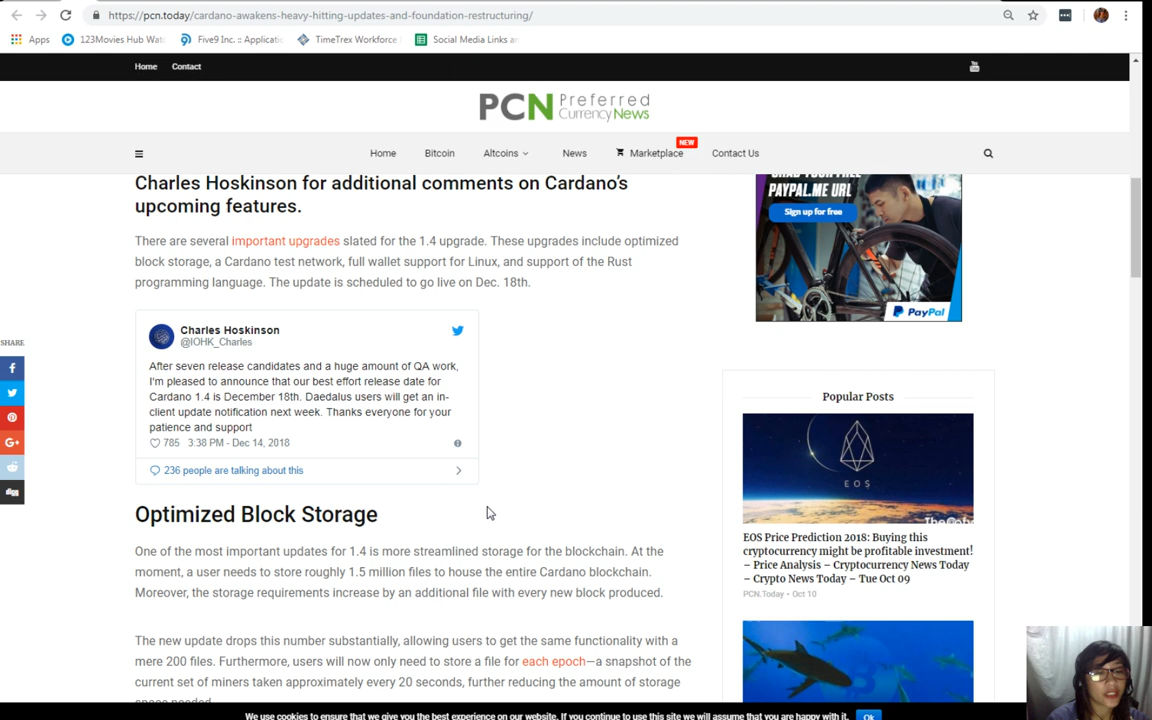 https://pcn.today/cardano-awakens-heavy-hitting-updates-and-foundation-restructuring/
Apps
123Movies Hub Wat
Five9 Inc. :: Applicati
TimeTrex Workforce
Social Media Links an
Home
Contact
PCN Preferred
CurrencyNews
Home
Bitcoin
Altcoins
News
Marketplace
NEW
Contact Us
Charles Hoskinson for additional comments on Cardano's
upcoming features.
There are several important upgrades slated for the 1.4 upgrade. These upgrades include optimized
block storage, a Cardano test network, full wallet support for Linux, and support of the Rust
programming language. The update is scheduled to go live on Dec. 18th.
SHARE
Charles Hoskinson
@IOHK_Charles
After seven release candidates and a huge amount of QA work,
I'm pleased to announce that our best effort release date for
Cardano 1.4 is December 18th. Daedalus users will get an in-
client update notification next week. Thanks everyone for your
patience and support
785 3:38 PM - Dec 14, 2018
236 people are talking about this
Optimized Block Storage
One of the most important updates for 1.4 is more streamlined storage for the blockchain. At the
moment, a user needs to store roughly 1.5 million files to house the entire Cardano blockchain.
Moreover, the storage requirements increase by an additional file with every new block produced.
The new update drops this number substantially, allowing users to get the same functionality with a
mere 200 files. Furthermore, users will now only need to store a file for each epoch—a snapshot of the
current set of miners taken approximately every 20 seconds, further reducing the amount of storage
space needed.
GRAB YOUR FREE
PAYPAL.ME URL
Sign up for free
PayPal
Popular Posts
EOS
EOS Price Prediction 2018: Buying this
cryptocurrency might be profitable investment!
– Price Analysis – Cryptocurrency News Today
– Crypto News Today – Tue Oct 09
PCN.Today • Oct 10
We use cookies to ensure that we give you the best experience on our website. If you continue to use this site we will assume that you are happy with it.
Ok